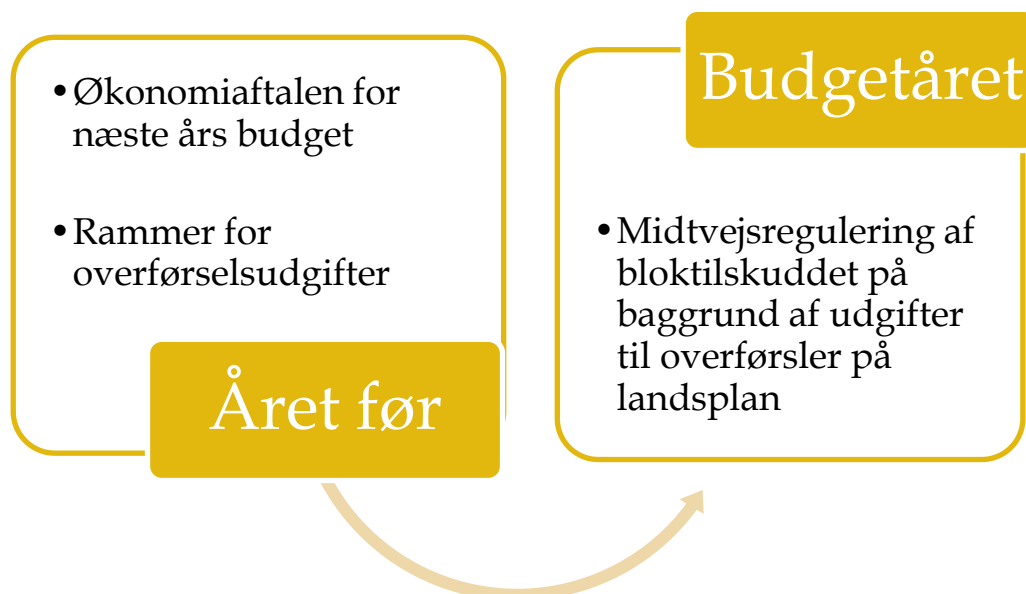 •Økonomiaftalen for
næste års budget
•Rammer for
overførselsudgifter
Året før
Budgetåret
•Midtvejsregulering af
bloktilskuddet på
baggrund af udgifter
til overførsler på
landsplan